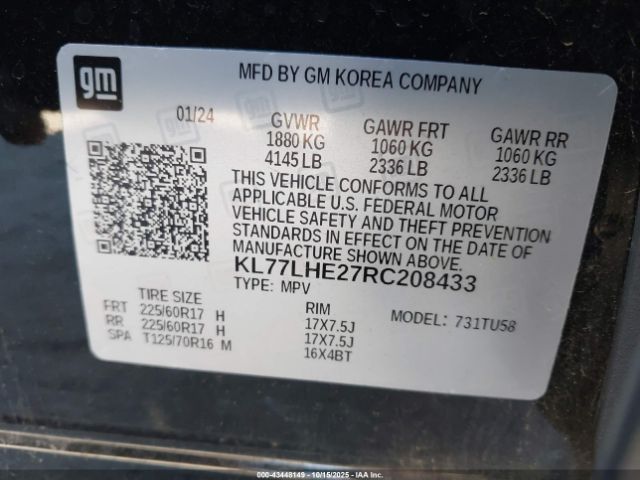 gm
MFD BY GM KOREA COMPANY
01/24
GVWR GAWR FRT GAWR RR
1880 KG 1060 KG 1060 KG
4145 LB 2336 LB 2336 LB
THIS VEHICLE CONFORMS TO ALL
APPLICABLE U.S. FEDERAL MOTOR
VEHICLE SAFETY AND THEFT PREVENTION
STANDARDS IN EFFECT ON THE DATE OF
MANUFACTURE SHOWN ABOVE.
KL77LHE27RC208433
TYPE: MPV
TIRE SIZE RIM MODEL: 731TU58
FRT 225/60R17 H 17X7.5J
RR 225/60R17 H 17X7.5J
SPA T125/70R16 M 16X4BT
#43448149 - 10/15/2025 - IAA Inc.